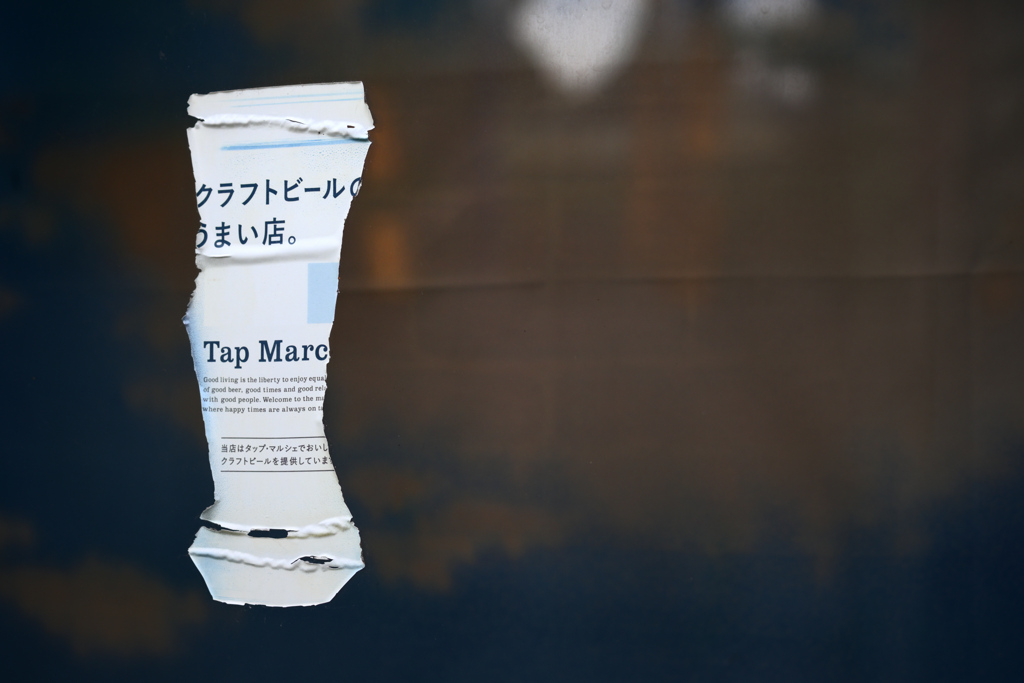 クラフトビールの
うまい店。
Tap Marc
Good living is the liberty to enjoy equal
of good beer, good times and good rel
with good people. Welcome to the ma
where happy times are always on ta
当店はタップ・マルシェでおいし
クラフトビールを提供していま